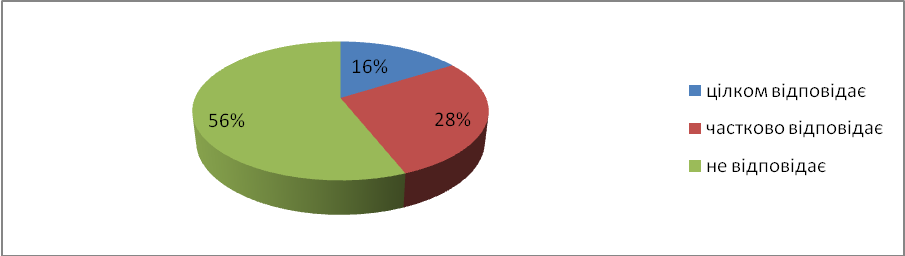 16%
28%
56%
цілком відповідає
частково відповідає
не відповідає